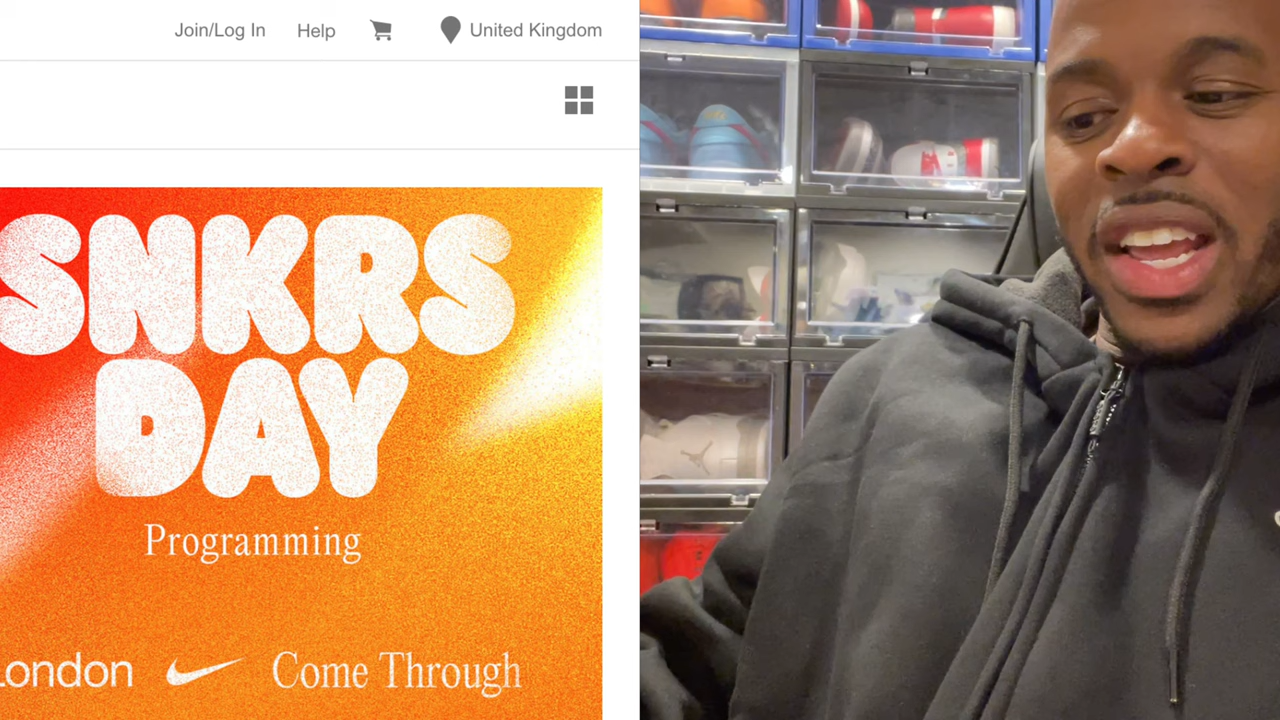 Join/Log In Help United Kingdom
SNKRS
DAY
Programming
London Come Through